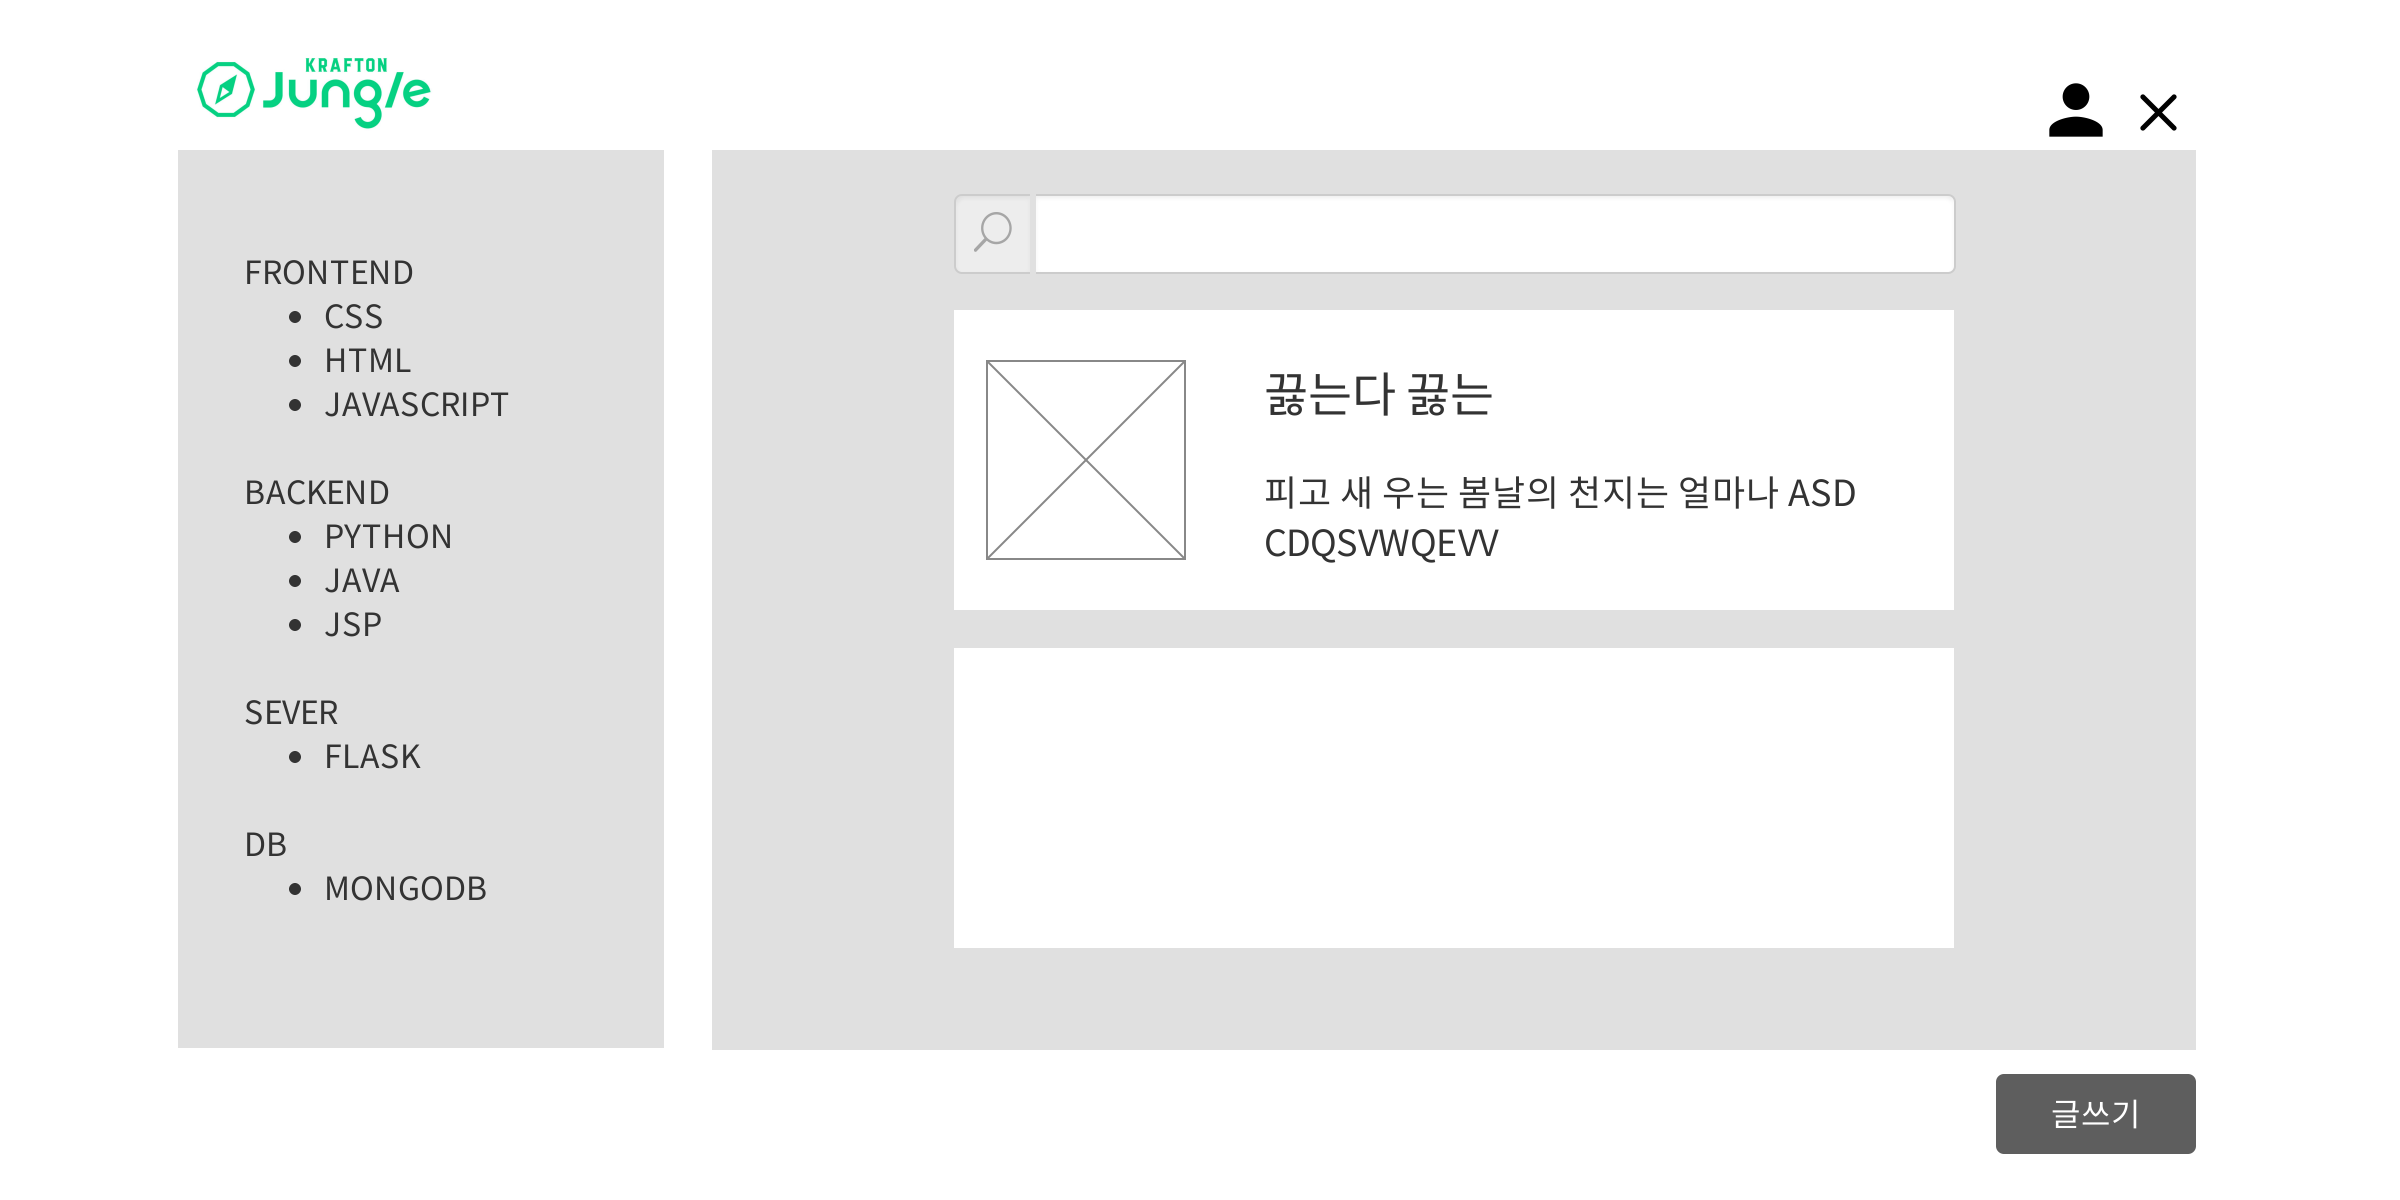 KRAFTON
Jungle
FRONTEND
CSS
HTML
JAVASCRIPT
BACKEND
PYTHON
JAVA
JSP
SEVER
FLASK
DB
MONGODB
끓는다 끓는
피고 새 우는 봄날의 천지는 얼마나 ASD
CDQSVWQEVV
글쓰기